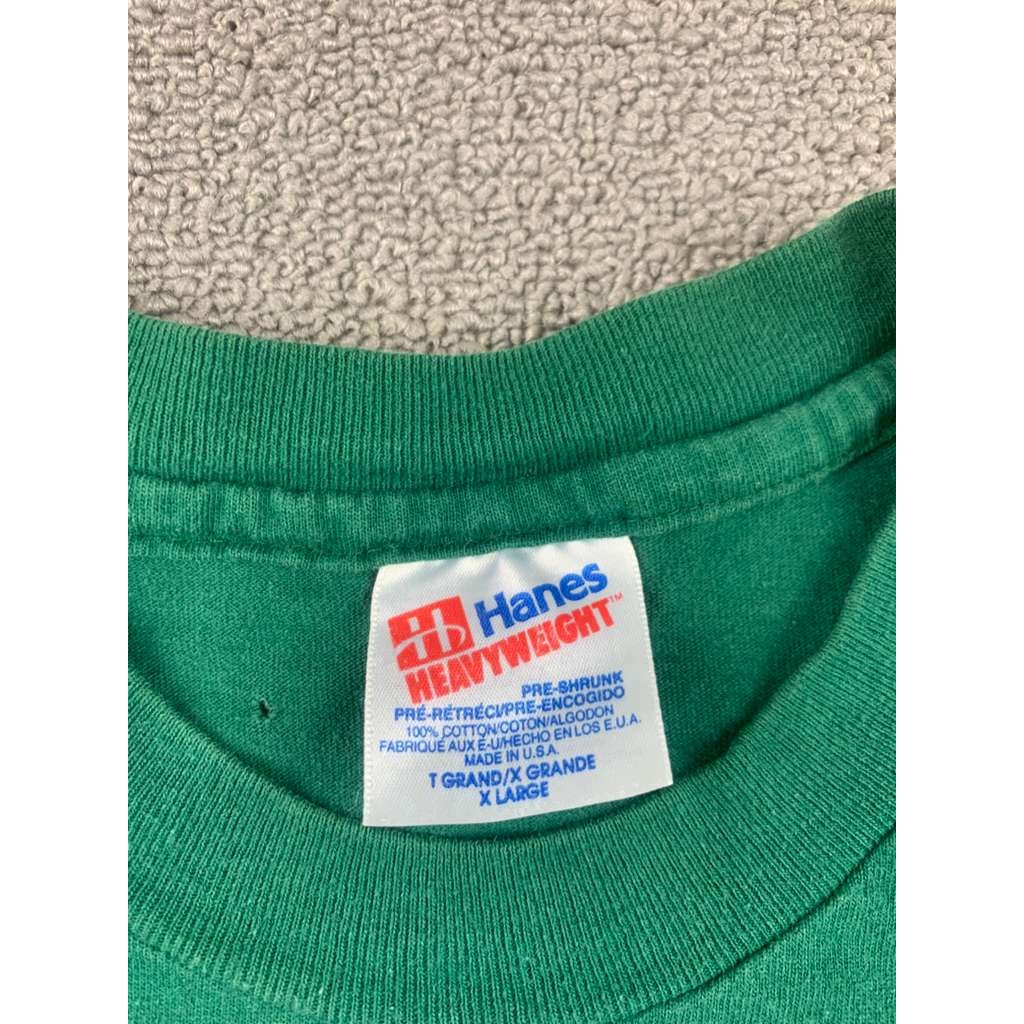 Hanes
HEAVYWEIGHT™
PRE-SHRUNK
PRÉ-RÉTRÉCI/PRE-ENCOGIDO
100% COTTON/COTON/ALGODON
FABRIQUÉ AUX E-U/HECHO EN LOS E.U.A.
MADE IN U.S.A.
T GRAND/X GRANDE
X LARGE